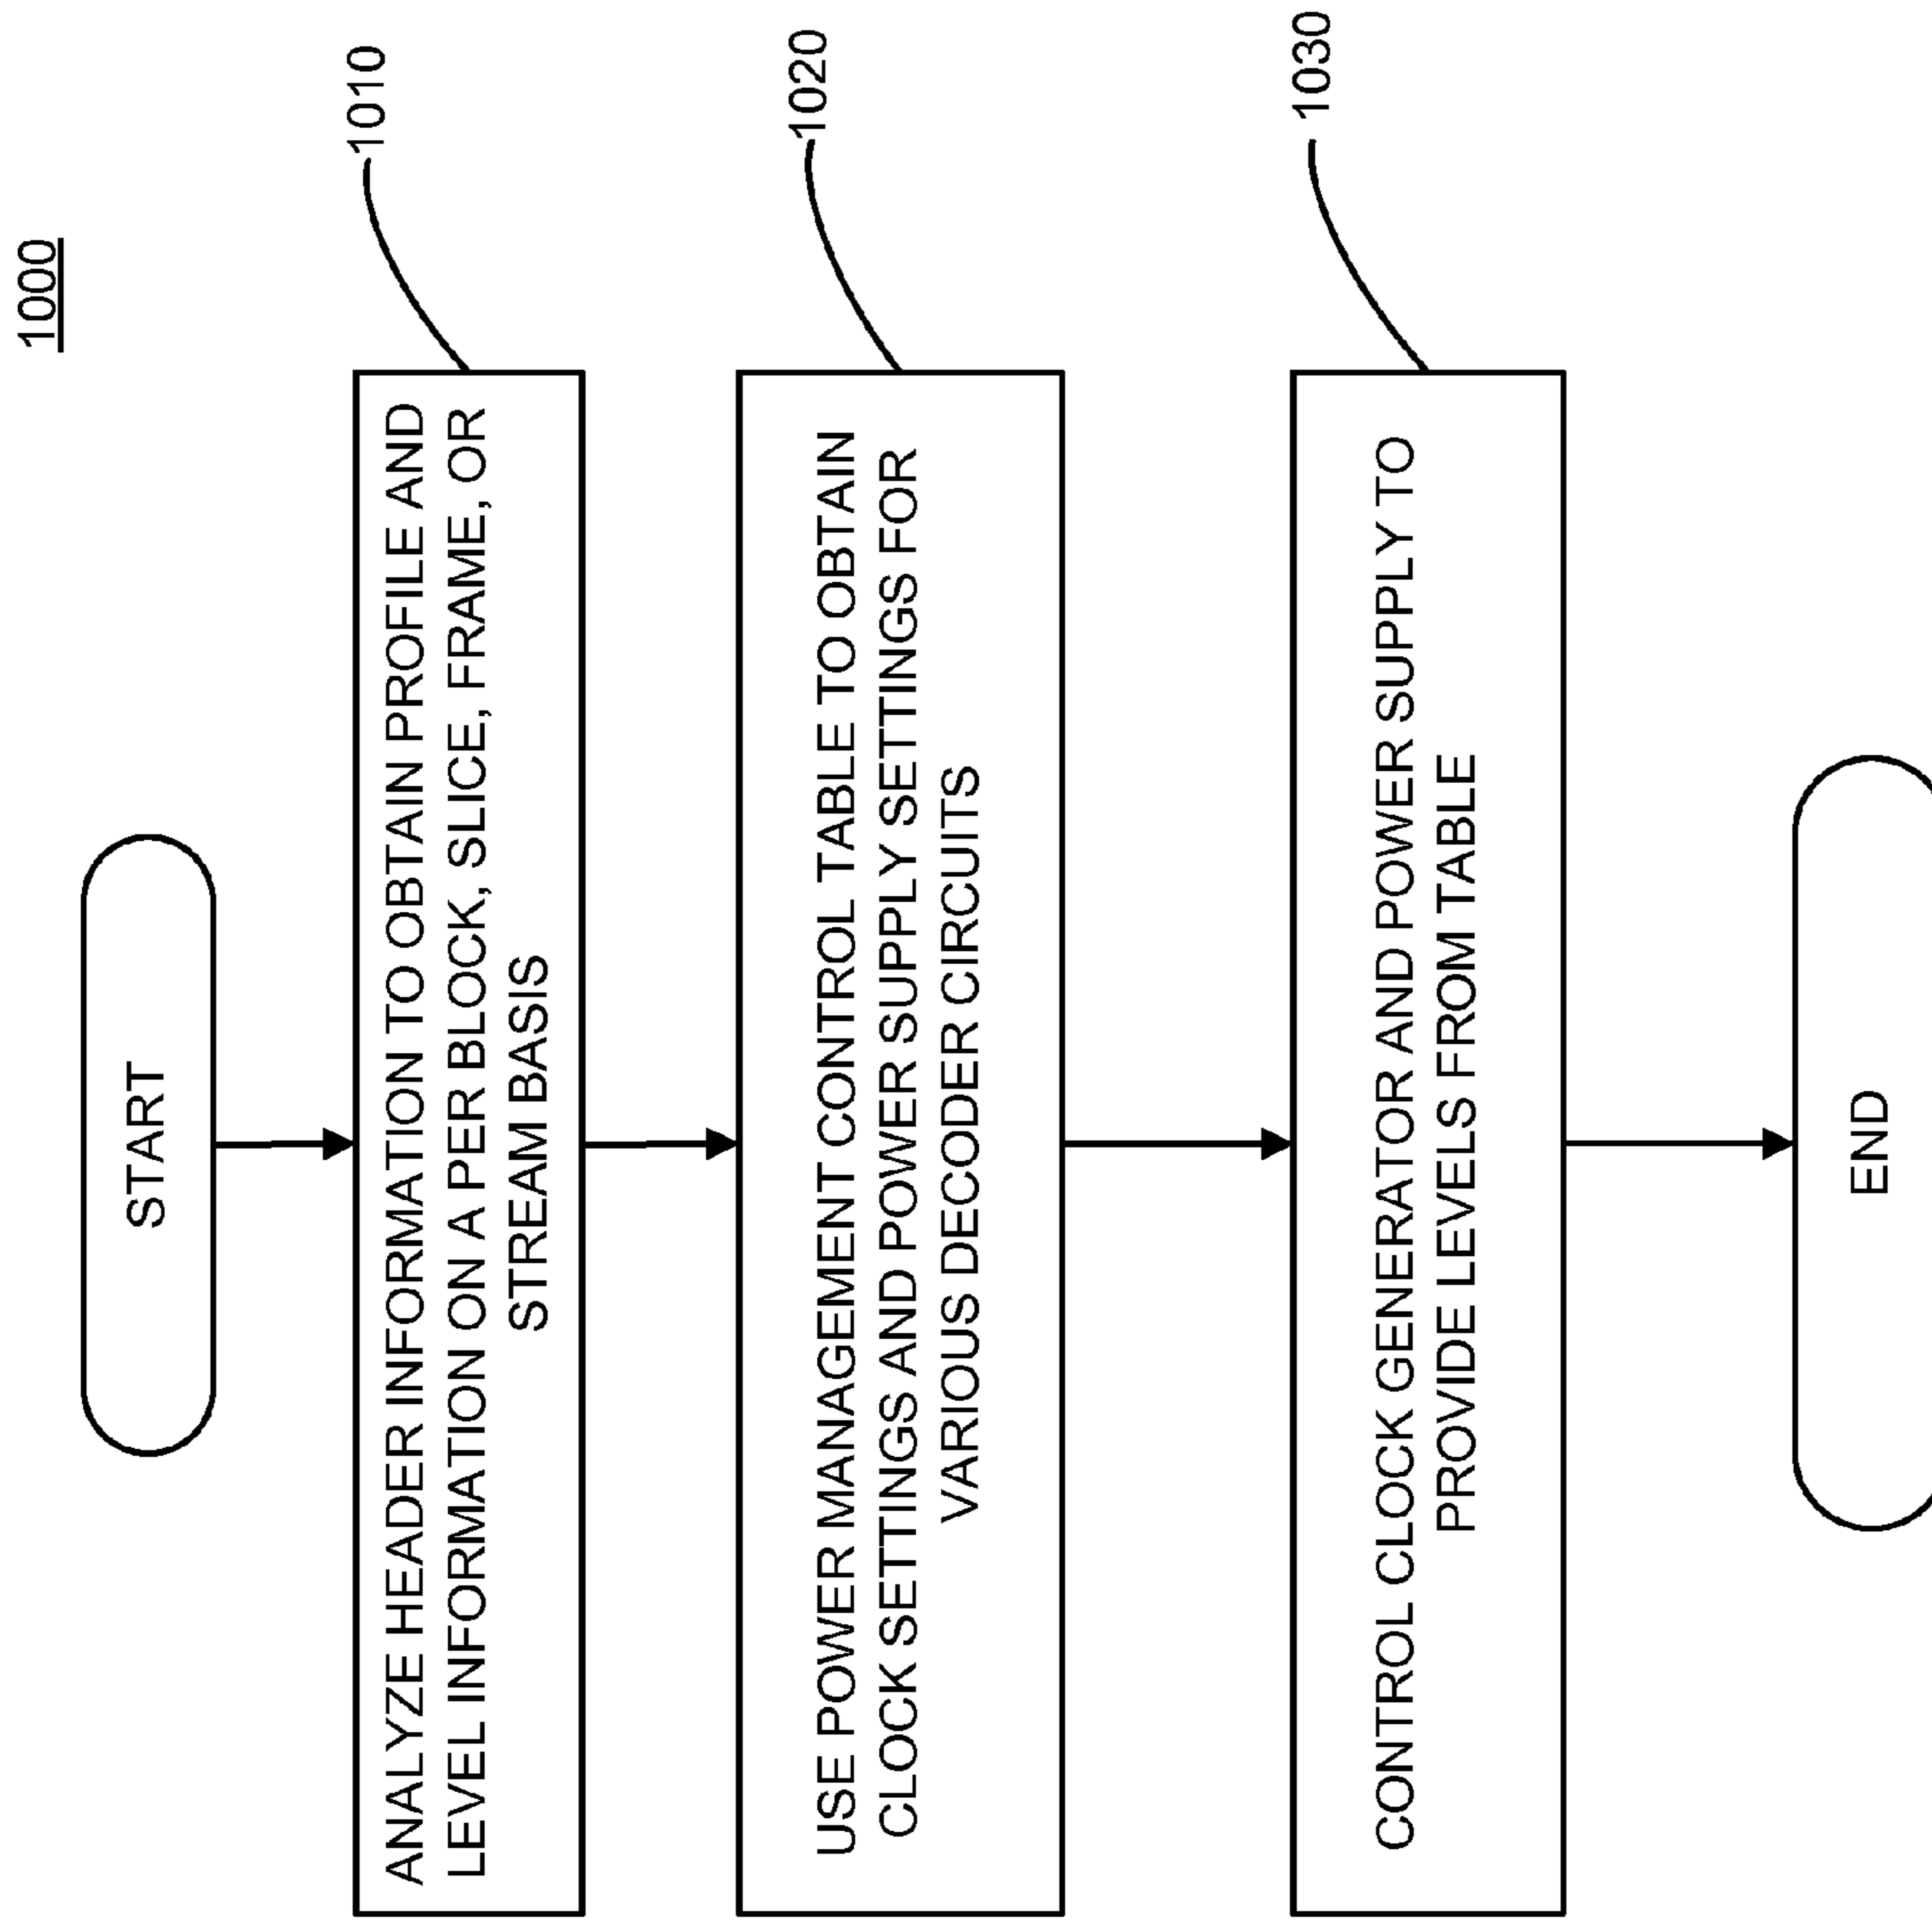 1000
START
ANALYZE HEADER INFORMATION TO OBTAIN PROFILE AND
LEVEL INFORMATION ON A PER BLOCK, SLICE, FRAME, OR
STREAM BASIS
1010
USE POWER MANAGEMENT CONTROL TABLE TO OBTAIN
CLOCK SETTINGS AND POWER SUPPLY SETTINGS FOR
VARIOUS DECODER CIRCUITS
1020
CONTROL CLOCK GENERATOR AND POWER SUPPLY TO
PROVIDE LEVELS FROM TABLE
1030
END